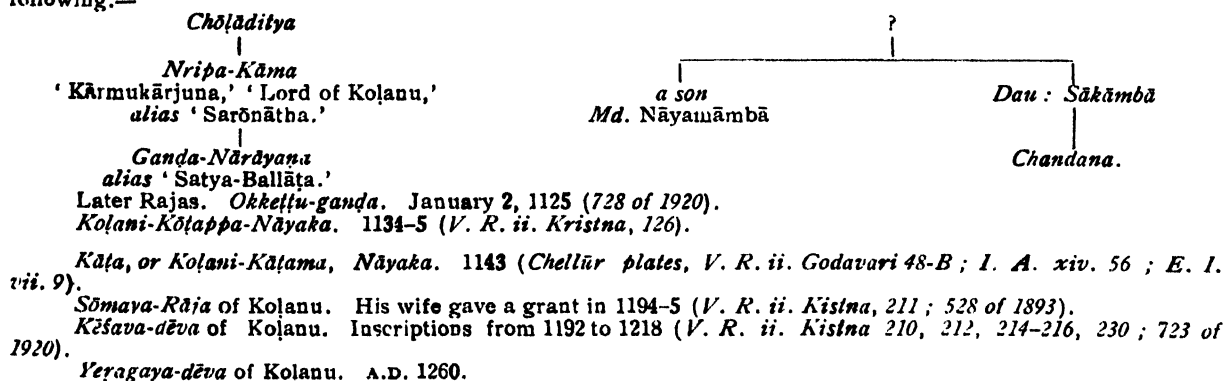 following:—
Chōḷāditya ?
Nripa-Kāma
‘ Kārmukārjuna,’ ‘ Lord of Koḷanu,’ a son Dau : Sākāmbā
alias ‘ Sarōnātha.’ Md. Nāyamāmbā
Gaṇḍa-Nārāyaṇa Chandana.
alias ‘ Satya-Ballāṭa.’
Later Rajas. Okkeṭṭu-gaṇḍa. January 2, 1125 (728 of 1920).
Koḷani-Kōṭappa-Nāyaka. 1134–5 (V. R. ii. Kristna, 126).
Kāṭa, or Koḷani-Kāṭama, Nāyaka. 1143 (Chellūr plates, V. R. ii. Godavari 48-B ; I. A. xiv. 56 ; E. I.
vii. 9).
Sōmaya-Rāja of Koḷanu. His wife gave a grant in 1194–5 (V. R. ii. Kistna, 211 ; 528 of 1893).
Kēśava-dēva of Koḷanu. Inscriptions from 1192 to 1218 (V. R. ii. Kistna 210, 212, 214–216, 230 ; 723 of
1920).
Yeṛagaya-dēva of Kolanu. A.D. 1260.